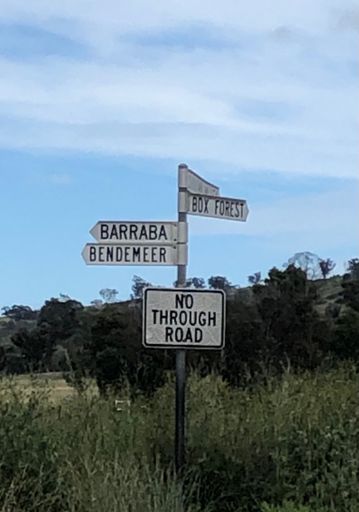 BOX FOREST
BARRABA
BENDEMEER
NO
THROUGH
ROAD